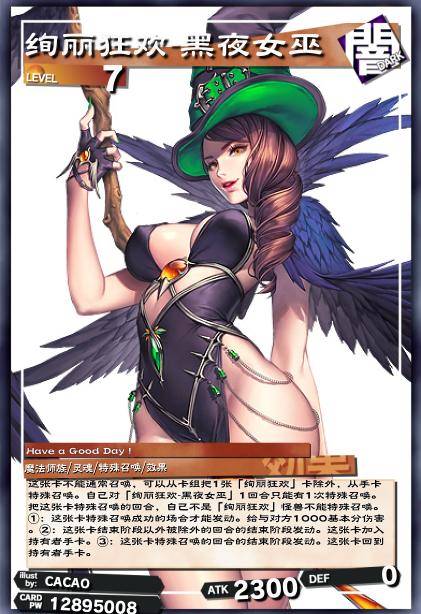 绚丽狂欢-黑夜女巫
闇
DARK
LEVEL 7
Have a Good Day !
魔法师族/灵魂/特殊召唤/效果
这张卡不能通常召唤，可以从卡组把1张「绚丽狂欢」卡除外，从手卡
特殊召唤。自己对「绚丽狂欢-黑夜女巫」1回合只能有1次特殊召唤。
把这张卡特殊召唤的回合，自己不是「绚丽狂欢」怪兽不能特殊召唤。
①：这张卡特殊召唤成功的场合才能发动。给与对方1000基本分伤
害。②：这张卡结束阶段以外被除外的回合的结束阶段发动。这张卡加入
持有者手卡。③：这张卡特殊召唤的回合的结束阶段发动。这张卡回到
持有者手卡。
illust by: CACAO
CARD PW 12895008
ATK 2300
DEF 0